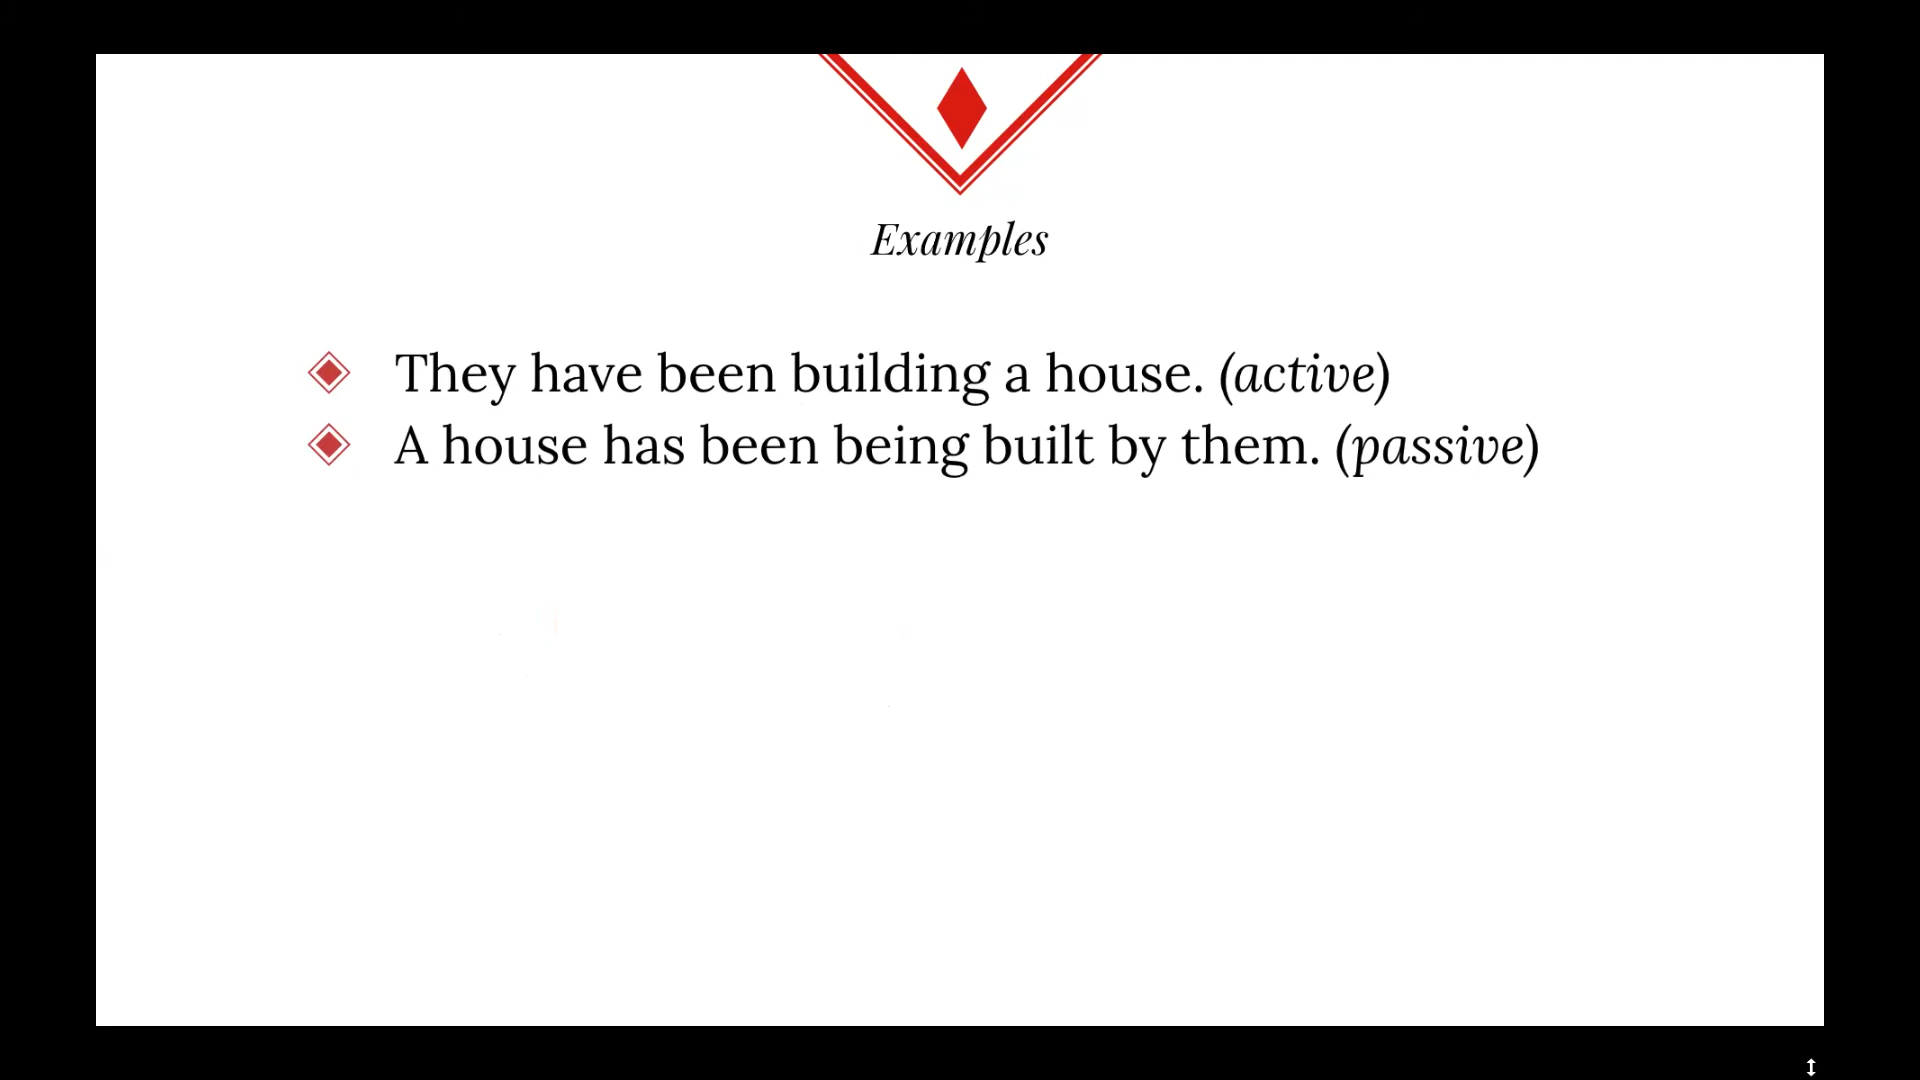 Examples
They have been building a house. (active)
A house has been being built by them. (passive)